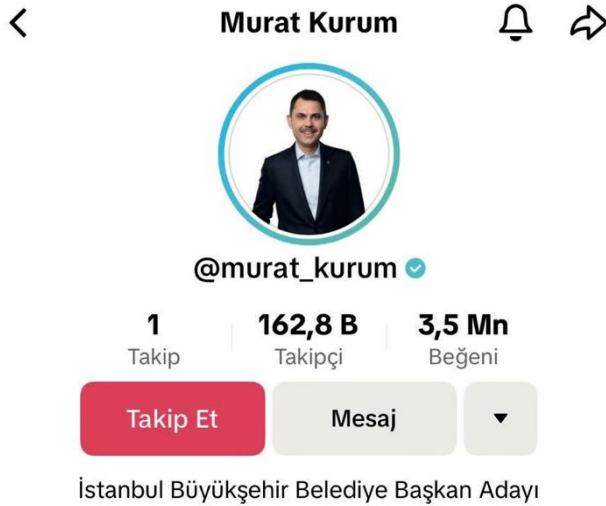 Murat Kurum
@murat_kurum
1 162,8 B 3,5 Mn
Takip Takipçi Beğeni
Takip Et Mesaj
İstanbul Büyükşehir Belediye Başkan Adayı